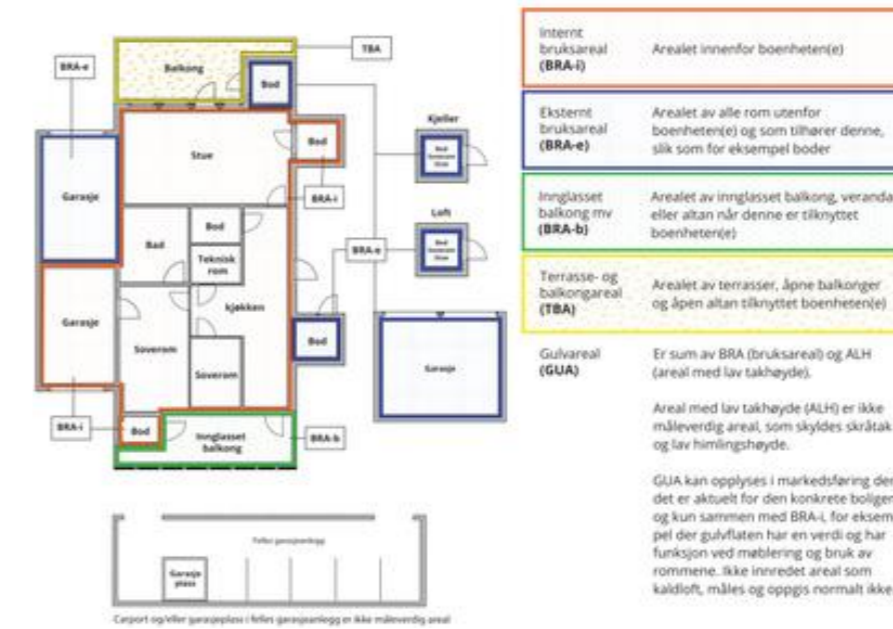 TBA
BRA-e
Balkong
Bod
Kjeller
Stue
Bod
Garasje
BRA-i
Loft
Bod
Bad
Teknisk
rom
BRA-e
kjøkken
Garasje
Soverom
Bod
Garasje
Soverom
BRA-i
Bod
Innglasset
balkong
BRA-b
Felles garasjeanlegg
Garasje
plass
Carport og/eller garasjeplass i felles garasjeanlegg er ikke måleverdig areal
Internt
bruksareal
(BRA-i)
Arealet innenfor boenheten(e)
Eksternt
bruksareal
(BRA-e)
Arealet av alle rom utenfor
boenheten(e) og som tilhører denne,
slik som for eksempel boder
Innglasset
balkong mv
(BRA-b)
Arealet av innglasset balkong, veranda
eller altan når denne er tilknyttet
boenheten(e)
Terrasse- og
balkongareal
(TBA)
Arealet av terrasser, åpne balkonger
og åpen altan tilknyttet boenheten(e)
Gulvareal
(GUA)
Er sum av BRA (bruksareal) og ALH
(areal med lav takhøyde).
Areal med lav takhøyde (ALH) er ikke
måleverdig areal, som skyldes skråtak
og lav himlingshøyde.
GUA kan opplyses i markedsføring der
det er aktuelt for den konkrete boligen
og kun sammen med BRA-i, for eksem
pel der gulvflaten har en verdi og har
funksjon ved møblering og bruk av
rommene. Ikke innredet areal som
kaldloft, måles og oppgis normalt ikke